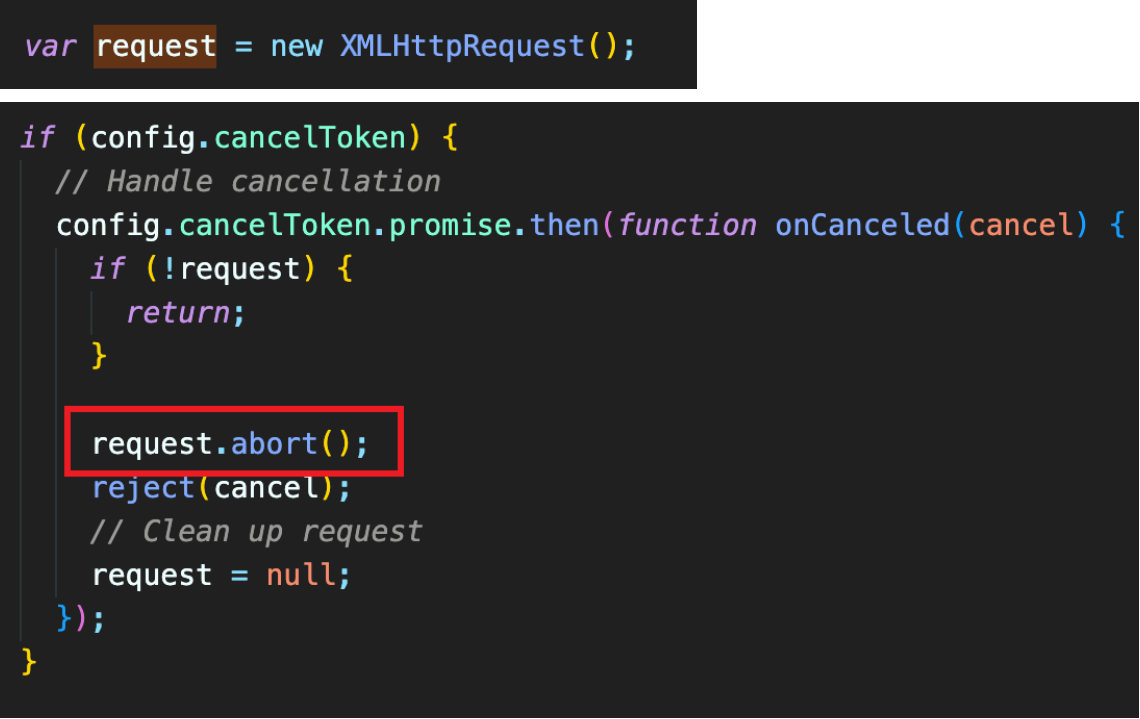 var request = new XMLHttpRequest();
if (config.cancelToken) {
// Handle cancellation
config.cancelToken.promise.then(function onCanceled(cancel) {
if (!request) {
return;
}
request.abort();
reject(cancel);
// Clean up request
request = null;
});
}